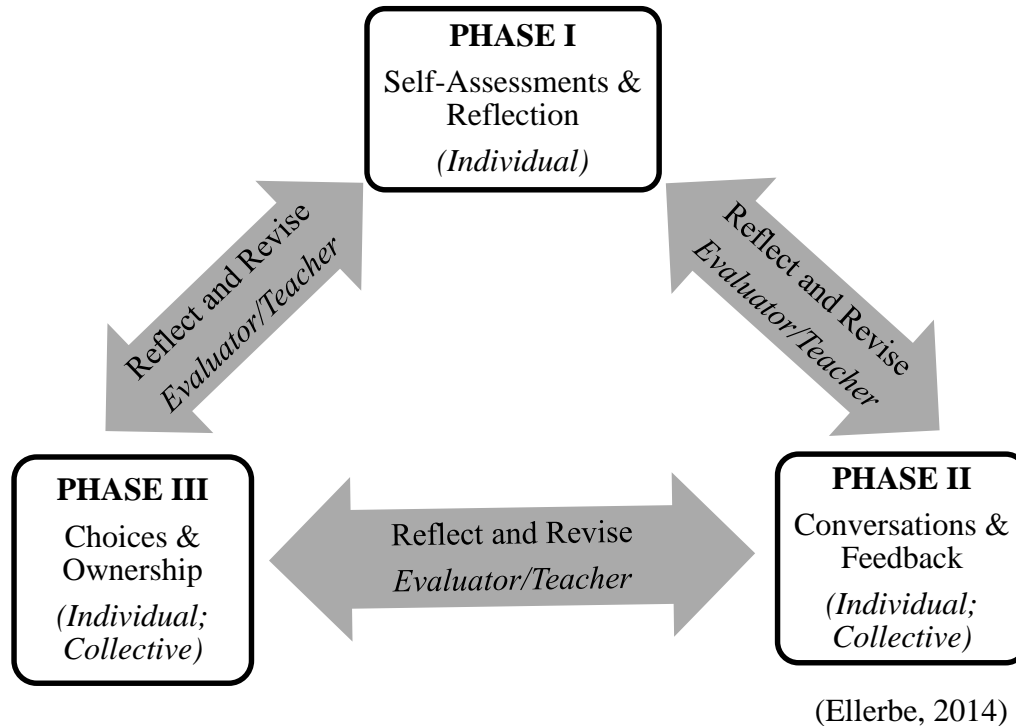 PHASE I
Self-Assessments &
Reflection
(Individual)
Reflect and Revise
Evaluator/Teacher
Reflect and Revise
Evaluator/Teacher
PHASE III
Choices &
Ownership
(Individual;
Collective)
Reflect and Revise
Evaluator/Teacher
PHASE II
Conversations &
Feedback
(Individual;
Collective)
(Ellerbe, 2014)